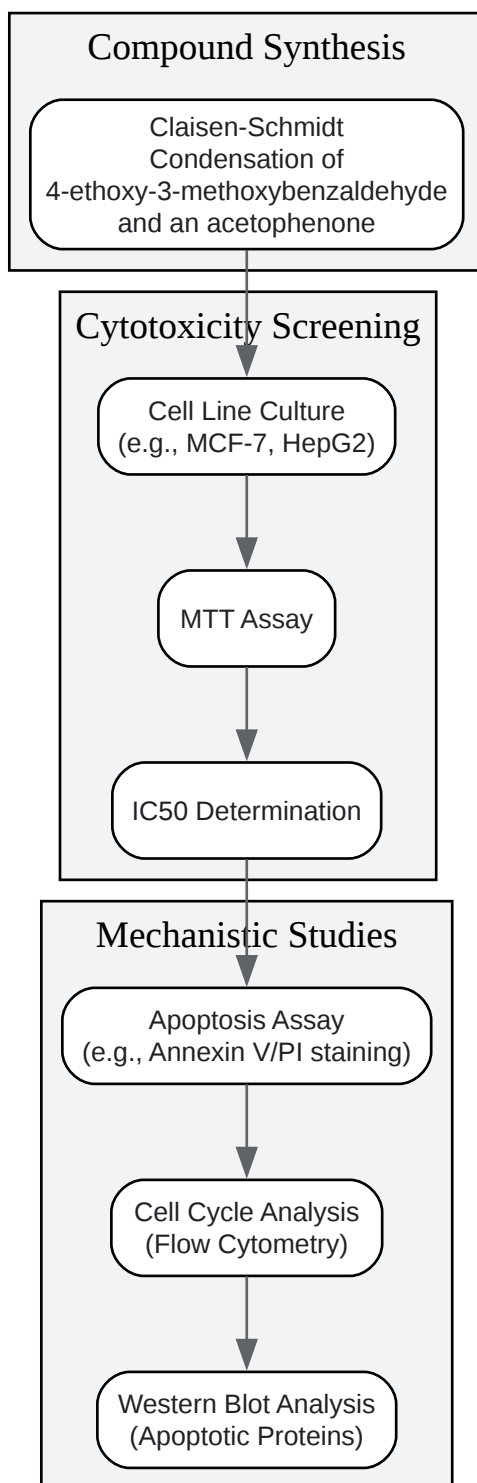 Compound Synthesis
Claisen-Schmidt
Condensation of
4-ethoxy-3-methoxybenzaldehyde
and an acetophenone
Cytotoxicity Screening
Cell Line Culture
(e.g., MCF-7, HepG2)
MTT Assay
IC50 Determination
Mechanistic Studies
Apoptosis Assay
(e.g., Annexin V/PI staining)
Cell Cycle Analysis
(Flow Cytometry)
Western Blot Analysis
(Apoptotic Proteins)